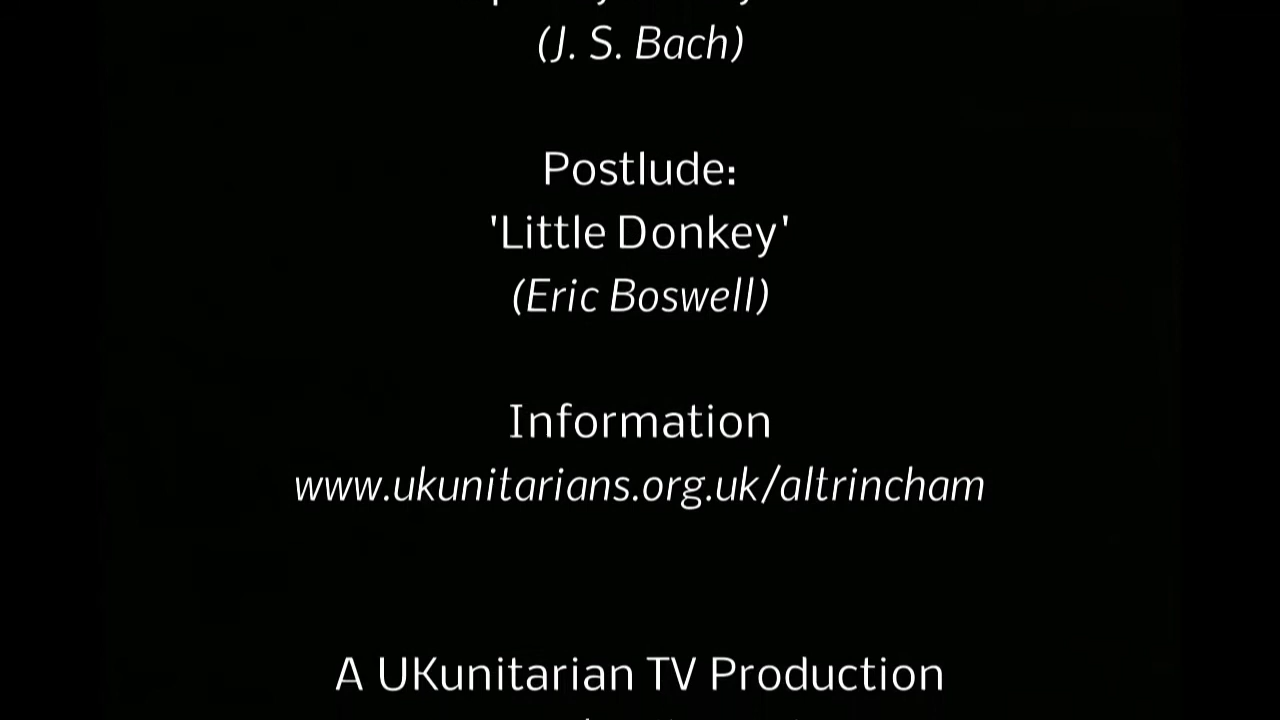 (J. S. Bach)
Postlude:
'Little Donkey'
(Eric Boswell)
Information
www.ukunitarians.org.uk/altrincham
A UKunitarian TV Production